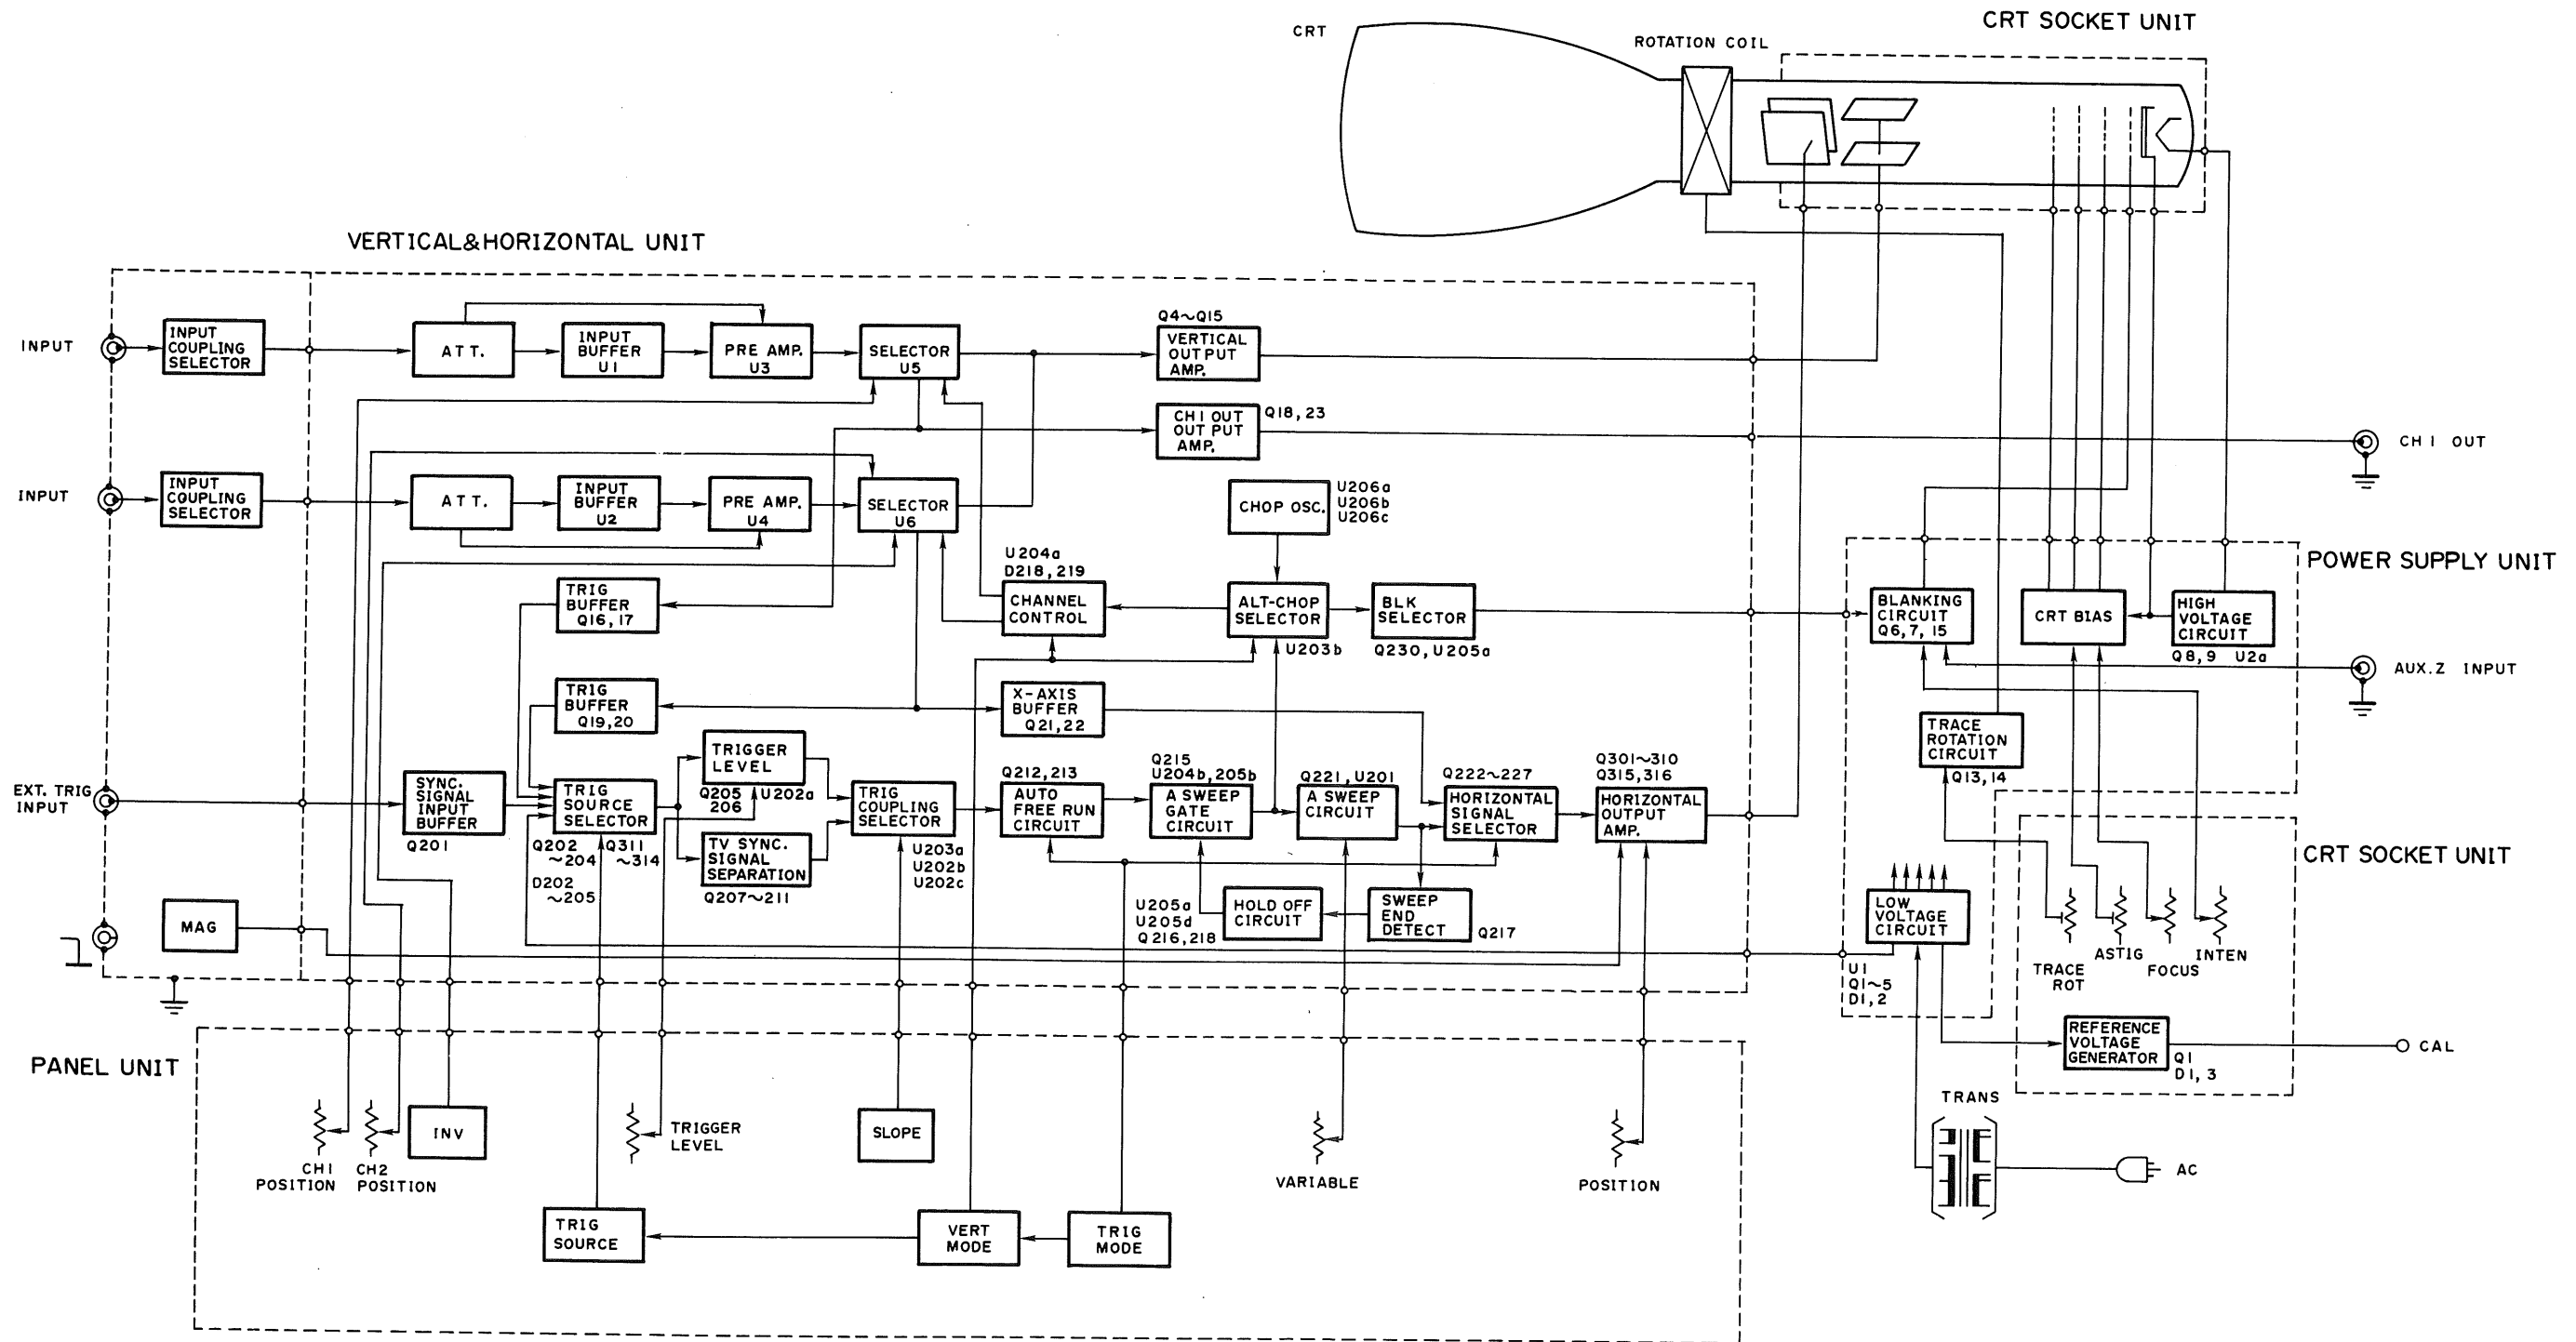 CRT SOCKET UNIT
CRT
ROTATION COIL
VERTICAL&HORIZONTAL UNIT
INPUT
INPUT
COUPLING
SELECTOR
ATT.
INPUT
BUFFER
U1
PRE AMP.
U3
SELECTOR
U5
Q4~Q15
VERTICAL
OUTPUT
AMP.
CH1 OUT
OUTPUT
AMP.
Q18, 23
CH1 OUT
INPUT
INPUT
COUPLING
SELECTOR
ATT.
INPUT
BUFFER
U2
PRE AMP.
U4
SELECTOR
U6
CHOP OSC.
U206a
U206b
U206c
POWER SUPPLY UNIT
TRIG
BUFFER
Q16, 17
U204a
D218, 219
CHANNEL
CONTROL
ALT-CHOP
SELECTOR
U203b
BLK
SELECTOR
Q230, U205a
BLANKING
CIRCUIT
Q6, 7, 15
CRT BIAS
HIGH
VOLTAGE
CIRCUIT
Q8, 9 U2a
AUX.Z INPUT
TRIG
BUFFER
Q19, 20
X-AXIS
BUFFER
Q21, 22
TRACE
ROTATION
CIRCUIT
Q13, 14
EXT. TRIG
INPUT
SYNC.
SIGNAL
INPUT
BUFFER
Q201
TRIG
SOURCE
SELECTOR
Q202
~204
D202
~205
Q311
~314
TRIGGER
LEVEL
Q205
206
U202a
TV SYNC.
SIGNAL
SEPARATION
Q207~211
TRIG
COUPLING
SELECTOR
U203a
U202b
U202c
Q212, 213
AUTO
FREE RUN
CIRCUIT
Q215
U204b, 205b
A SWEEP
GATE
CIRCUIT
Q221, U201
A SWEEP
CIRCUIT
Q222~227
HORIZONTAL
SIGNAL
SELECTOR
Q301~310
Q315, 316
HORIZONTAL
OUTPUT
AMP.
CRT SOCKET UNIT
MAG
U205a
U205d
Q216, 218
HOLD OFF
CIRCUIT
SWEEP
END
DETECT
Q217
LOW
VOLTAGE
CIRCUIT
U1
Q1~5
D1, 2
TRACE
ROT
ASTIG
FOCUS
INTEN
PANEL UNIT
REFERENCE
VOLTAGE
GENERATOR
Q1
D1, 3
CAL
CH1
POSITION
CH2
POSITION
INV
TRIGGER
LEVEL
SLOPE
VARIABLE
POSITION
TRANS
AC
TRIG
SOURCE
VERT
MODE
TRIG
MODE